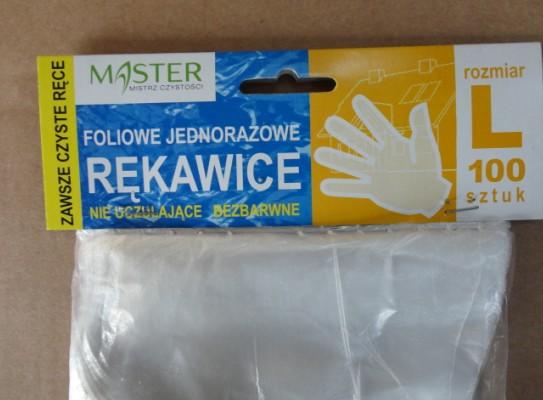 ZAWSZE CZYSTE RĘCE
MASTER
MISTRZ CZYSTOŚCI
FOLIOWE JEDNORAZOWE
RĘKAWICE
NIE UCZULAJĄCE BEZBARWNE
rozmiar
L
100
sztuk